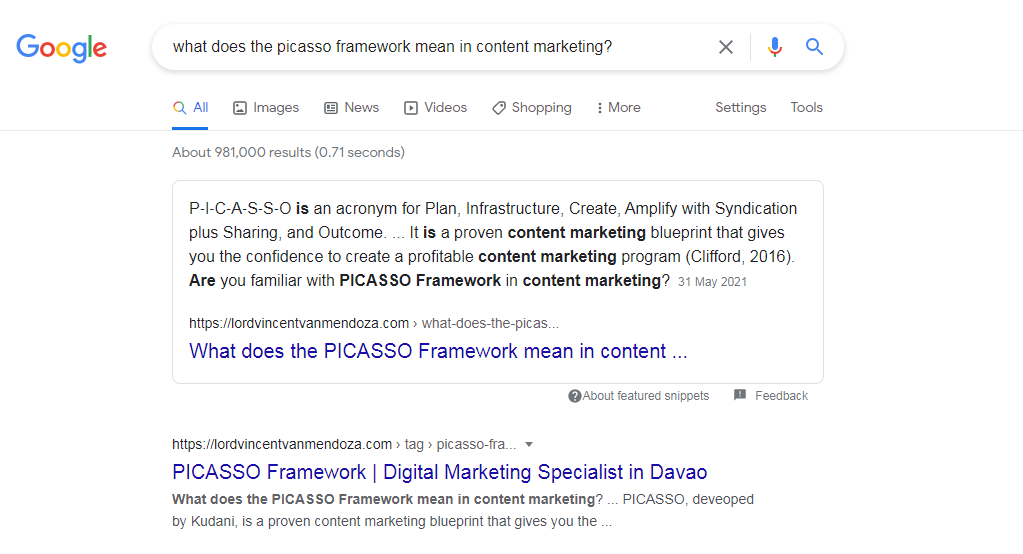 Google
what does the picasso framework mean in content marketing?
All Images News Videos Shopping More Settings Tools
About 981,000 results (0.71 seconds)
P-I-C-A-S-S-O is an acronym for Plan, Infrastructure, Create, Amplify with Syndication
plus Sharing, and Outcome. ... It is a proven content marketing blueprint that gives
you the confidence to create a profitable content marketing program (Clifford, 2016).
Are you familiar with PICASSO Framework in content marketing? 31 May 2021
https://lordvincentvanmendoza.com › what-does-the-picas...
What does the PICASSO Framework mean in content ...
About featured snippets Feedback
https://lordvincentvanmendoza.com › tag › picasso-fra...
PICASSO Framework | Digital Marketing Specialist in Davao
What does the PICASSO Framework mean in content marketing? ... PICASSO, deveoped
by Kudani, is a proven content marketing blueprint that gives you the ...